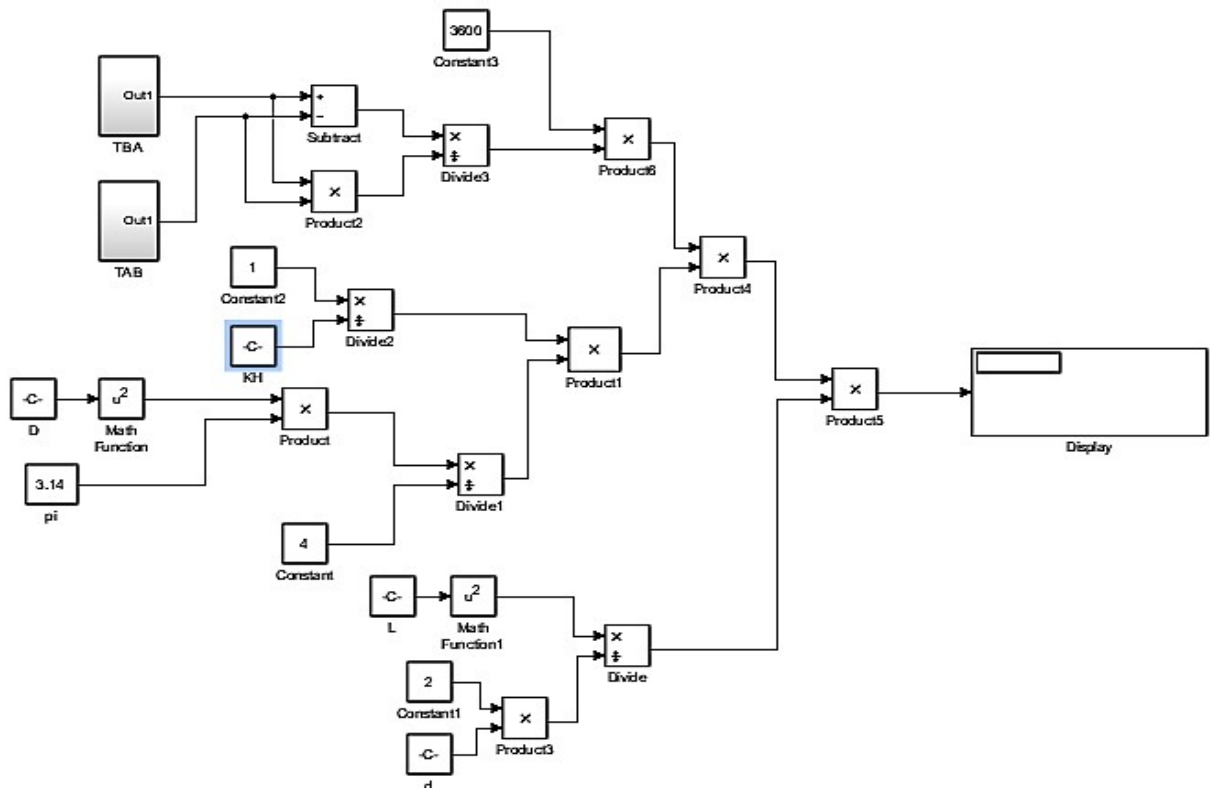 3600
Constant3
Out1
TBA
+
−
Subtract
×
÷
Divide3
×
Product6
×
Product2
Out1
TAB
×
Product4
1
Constant2
×
÷
Divide2
-C-
KH
×
Product1
-C-
D
u²
Math
Function
×
Product
×
Product5
Display
3.14
pi
×
÷
Divide1
4
Constant
-C-
L
u²
Math
Function1
×
÷
Divide
2
Constant1
×
Product3
-C-